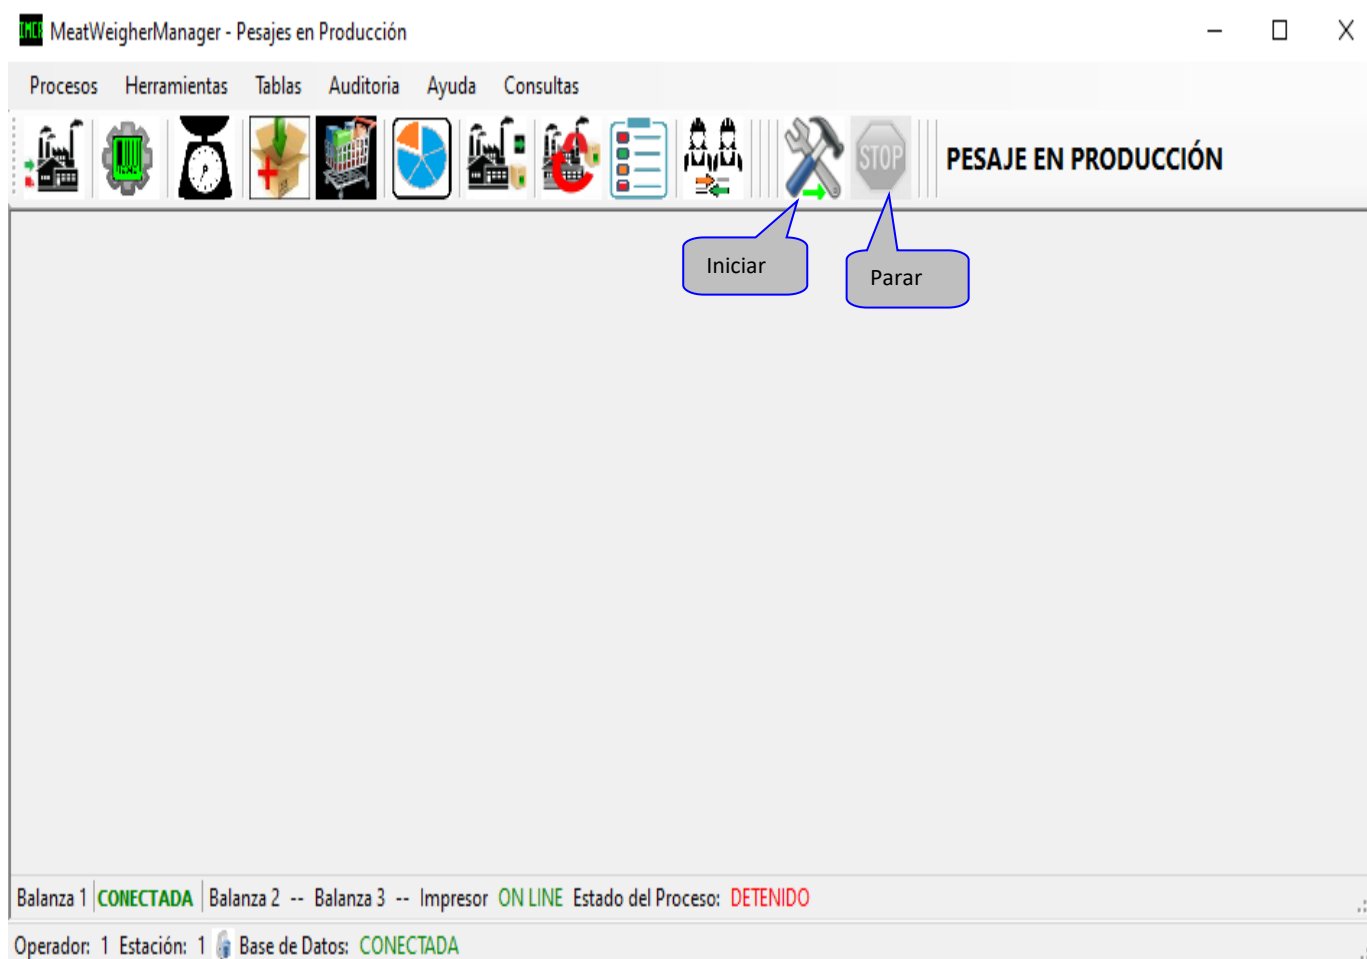 IMCR MeatWeigherManager - Pesajes en Producción
Procesos Herramientas Tablas Auditoria Ayuda Consultas
STOP PESAJE EN PRODUCCIÓN
Iniciar
Parar
Balanza 1 CONECTADA Balanza 2 -- Balanza 3 -- Impresor ON LINE Estado del Proceso: DETENIDO
Operador: 1 Estación: 1 Base de Datos: CONECTADA